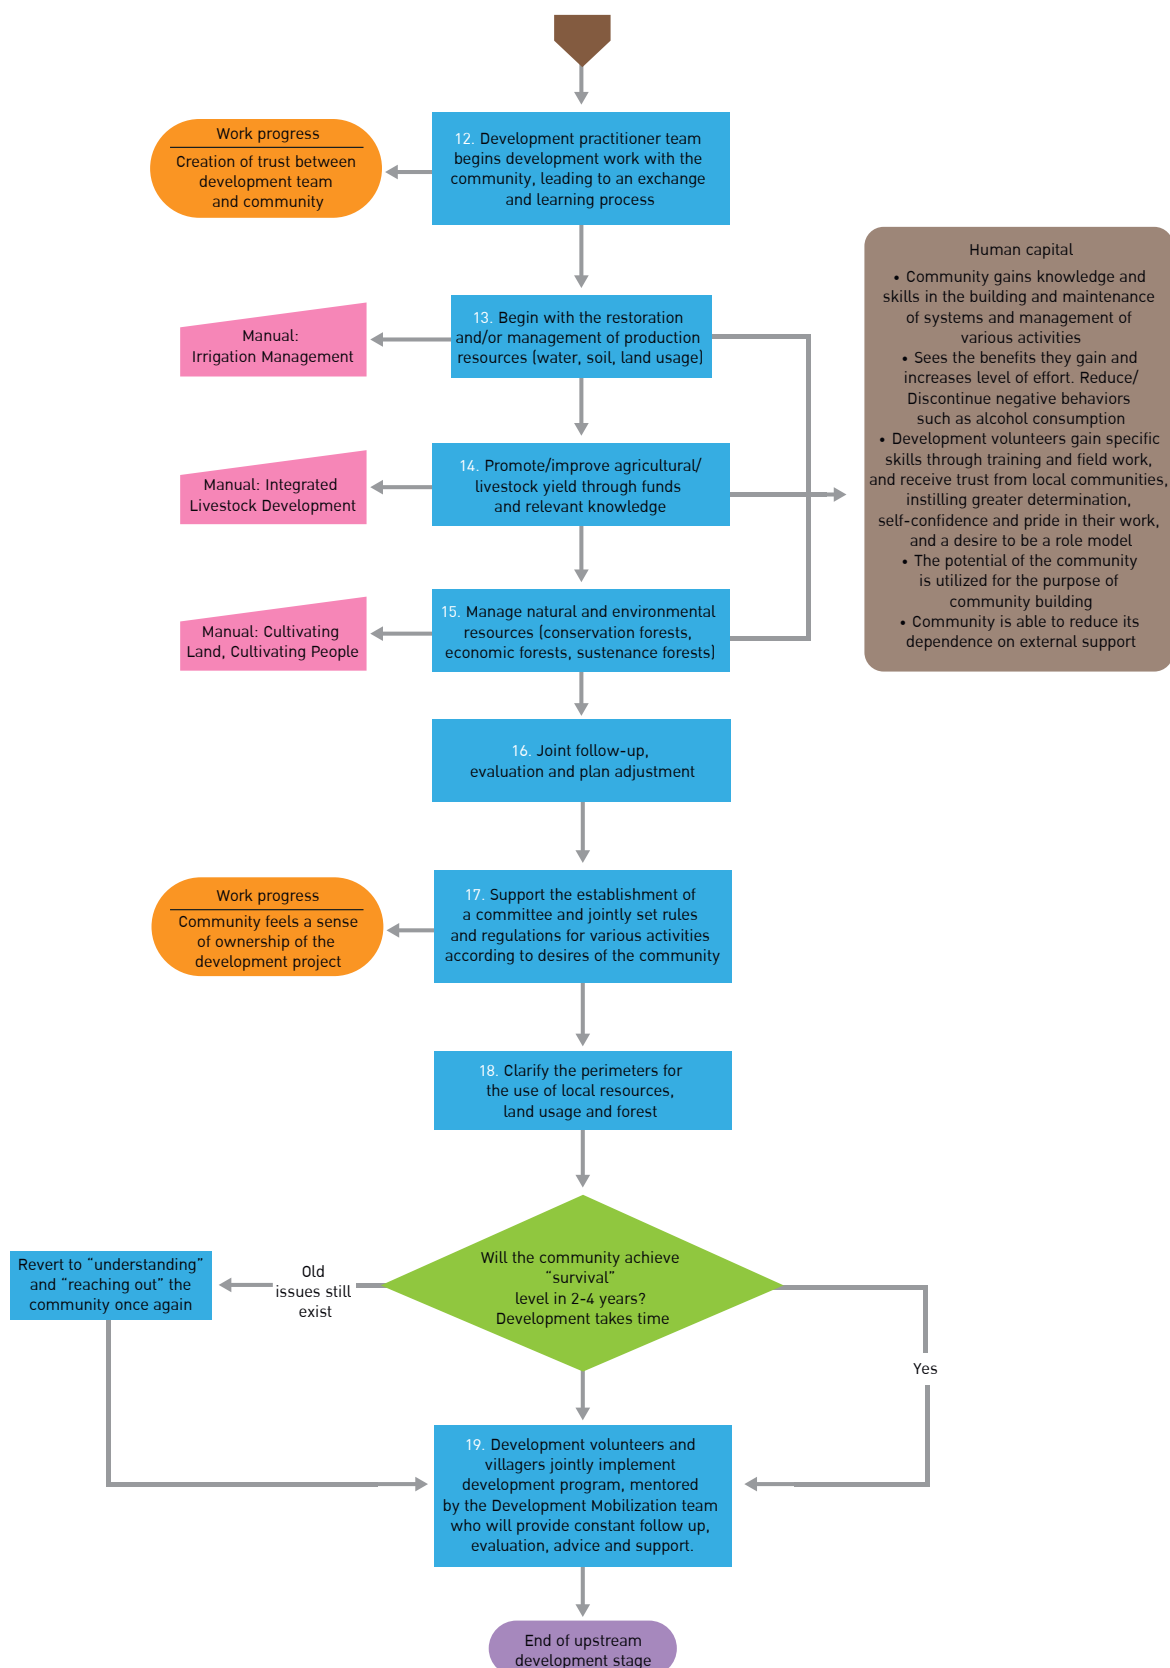 Work progress
Creation of trust between
development team
and community
12. Development practitioner team
begins development work with the
community, leading to an exchange
and learning process
Human capital
• Community gains knowledge and
skills in the building and maintenance
of systems and management of
various activities
• Sees the benefits they gain and
increases level of effort. Reduce/
Discontinue negative behaviors
such as alcohol consumption
• Development volunteers gain specific
skills through training and field work,
and receive trust from local communities,
instilling greater determination,
self-confidence and pride in their work,
and a desire to be a role model
• The potential of the community
is utilized for the purpose of
community building
• Community is able to reduce its
dependence on external support
Manual:
Irrigation Management
13. Begin with the restoration
and/or management of production
resources (water, soil, land usage)
Manual: Integrated
Livestock Development
14. Promote/improve agricultural/
livestock yield through funds
and relevant knowledge
Manual: Cultivating
Land, Cultivating People
15. Manage natural and environmental
resources (conservation forests,
economic forests, sustenance forests)
16. Joint follow-up,
evaluation and plan adjustment
Work progress
Community feels a sense
of ownership of the
development project
17. Support the establishment of
a committee and jointly set rules
and regulations for various activities
according to desires of the community
18. Clarify the perimeters for
the use of local resources,
land usage and forest
Will the community achieve
“survival”
level in 2-4 years?
Development takes time
Old
issues still
exist
Revert to “understanding”
and “reaching out” the
community once again
Yes
19. Development volunteers and
villagers jointly implement
development program, mentored
by the Development Mobilization team
who will provide constant follow up,
evaluation, advice and support.
End of upstream
development stage